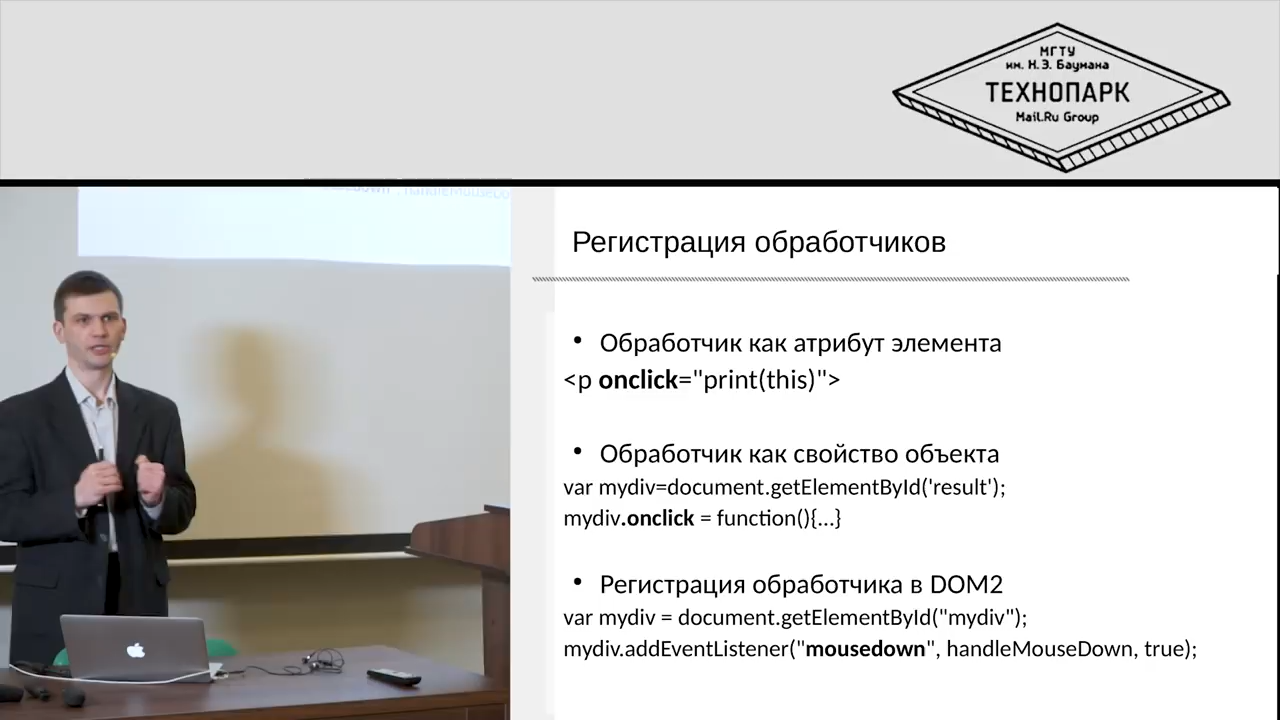 МГТУ
им. Н.Э. Баумана
ТЕХНОПАРК
Mail.Ru Group
Регистрация обработчиков
• Обработчик как атрибут элемента
<p onclick="print(this)">
• Обработчик как свойство объекта
var mydiv=document.getElementById('result');
mydiv.onclick = function(){...}
• Регистрация обработчика в DOM2
var mydiv = document.getElementById("mydiv");
mydiv.addEventListener("mousedown", handleMouseDown, true);